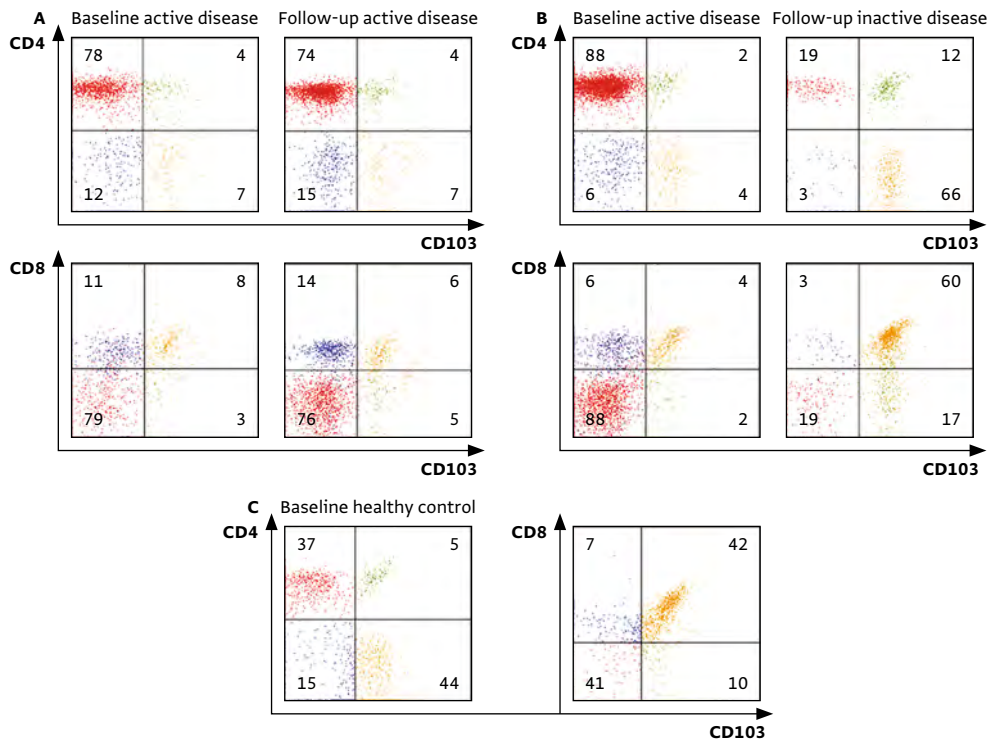 A Baseline active disease Follow-up active disease
CD4
78 4 74 4
12 7 15 7
CD103
CD8
11 8 14 6
79 3 76 5
CD103
B Baseline active disease Follow-up inactive disease
CD4
88 2 19 12
6 4 3 66
CD103
CD8
6 4 3 60
88 2 19 17
CD103
C Baseline healthy control
CD4 CD8
37 5 7 42
15 44 41 10
CD103